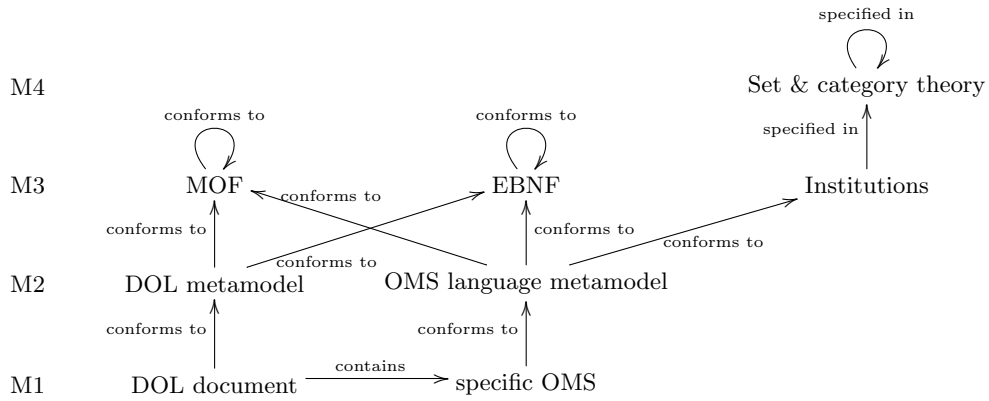 specified in
M4
Set & category theory
conforms to
conforms to
specified in
M3
MOF
EBNF
Institutions
conforms to
conforms to
conforms to
conforms to
conforms to
conforms to
M2
DOL metamodel
OMS language metamodel
conforms to
conforms to
contains
M1
DOL document
specific OMS